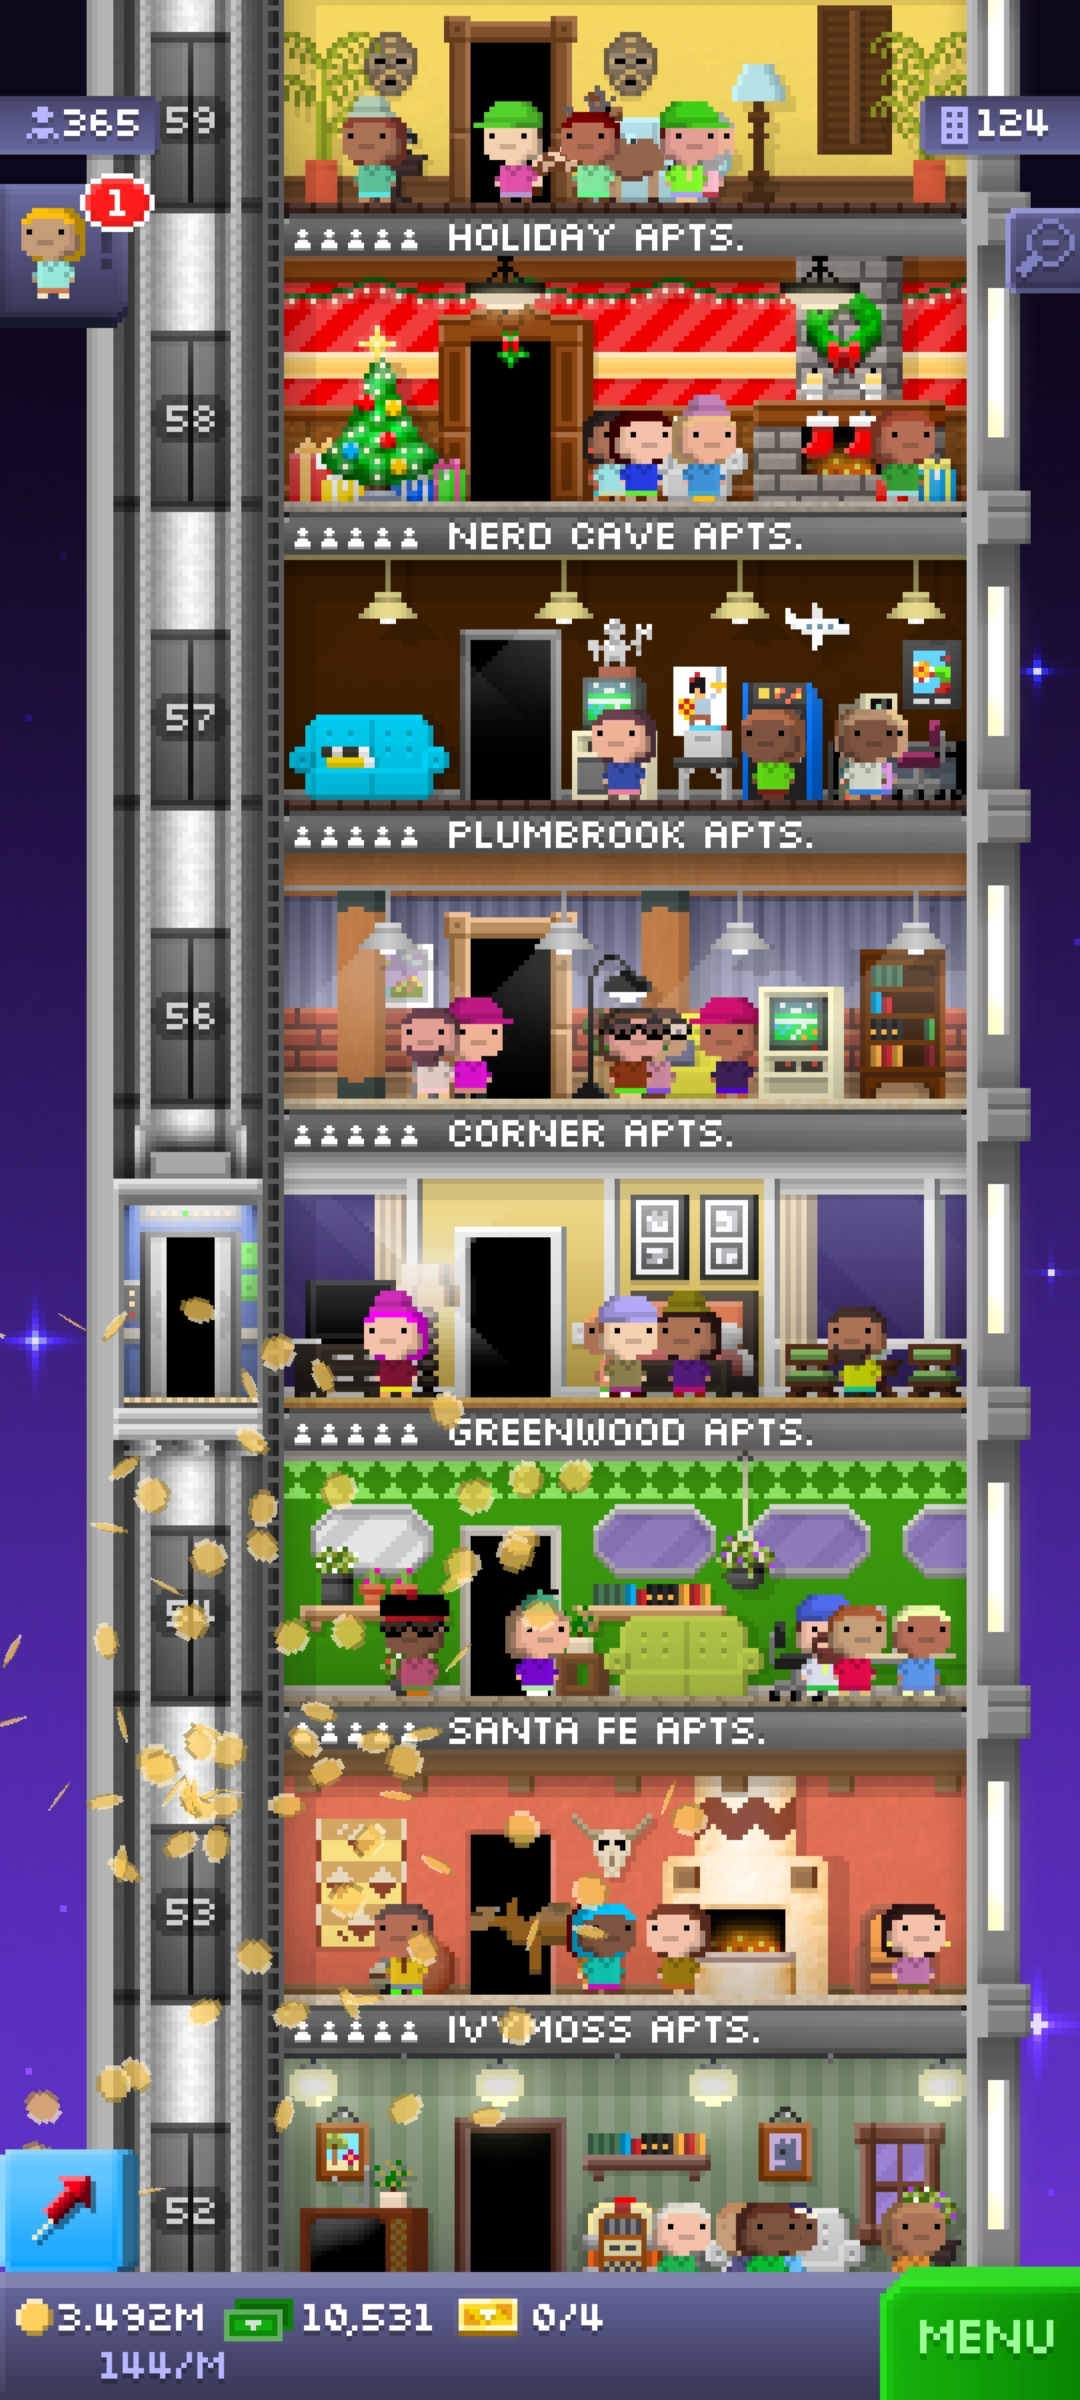 365
59
124
1
HOLIDAY APTS.
58
NERD CAVE APTS.
57
PLUMBROOK APTS.
56
CORNER APTS.
GREENWOOD APTS.
54
SANTA FE APTS.
53
IVY MOSS APTS.
52
3.492M 10,531 0/4
144/M
MENU